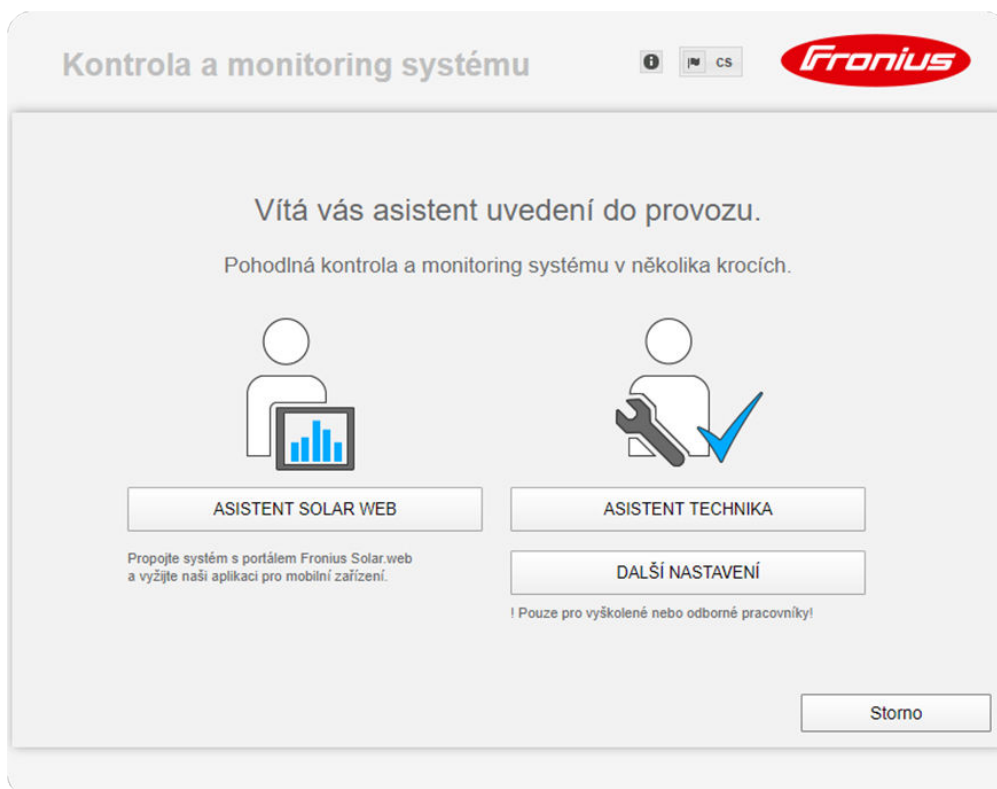 Kontrola a monitoring systému
CS
Fronius
Vítá vás asistent uvedení do provozu.
Pohodlná kontrola a monitoring systému v několika krocích.
ASISTENT SOLAR WEB
Propojte systém s portálem Fronius Solar.web
a vyžijte naši aplikaci pro mobilní zařízení.
ASISTENT TECHNIKA
DALŠÍ NASTAVENÍ
! Pouze pro vyškolené nebo odborné pracovníky!
Storno